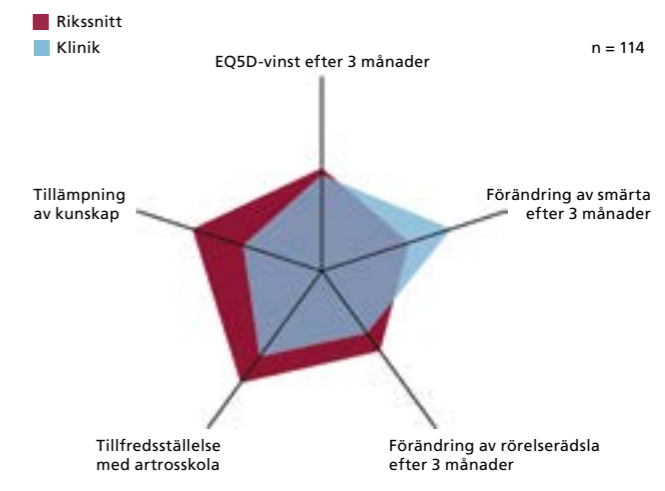 Rikssnitt
Klinik
n = 114
EQ5D-vinst efter 3 månader
Tillämpning
av kunskap
Förändring av smärta
efter 3 månader
Tillfredsställelse
med artrosskola
Förändring av rörelserädsla
efter 3 månader